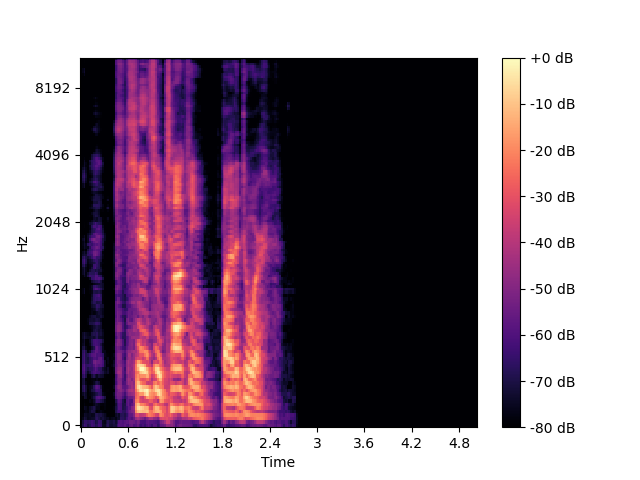 +0 dB
8192
-10 dB
4096
-20 dB
-30 dB
2048
Hz
-40 dB
1024
-50 dB
512
-60 dB
-70 dB
0
-80 dB
0 0.6 1.2 1.8 2.4 3 3.6 4.2 4.8
Time